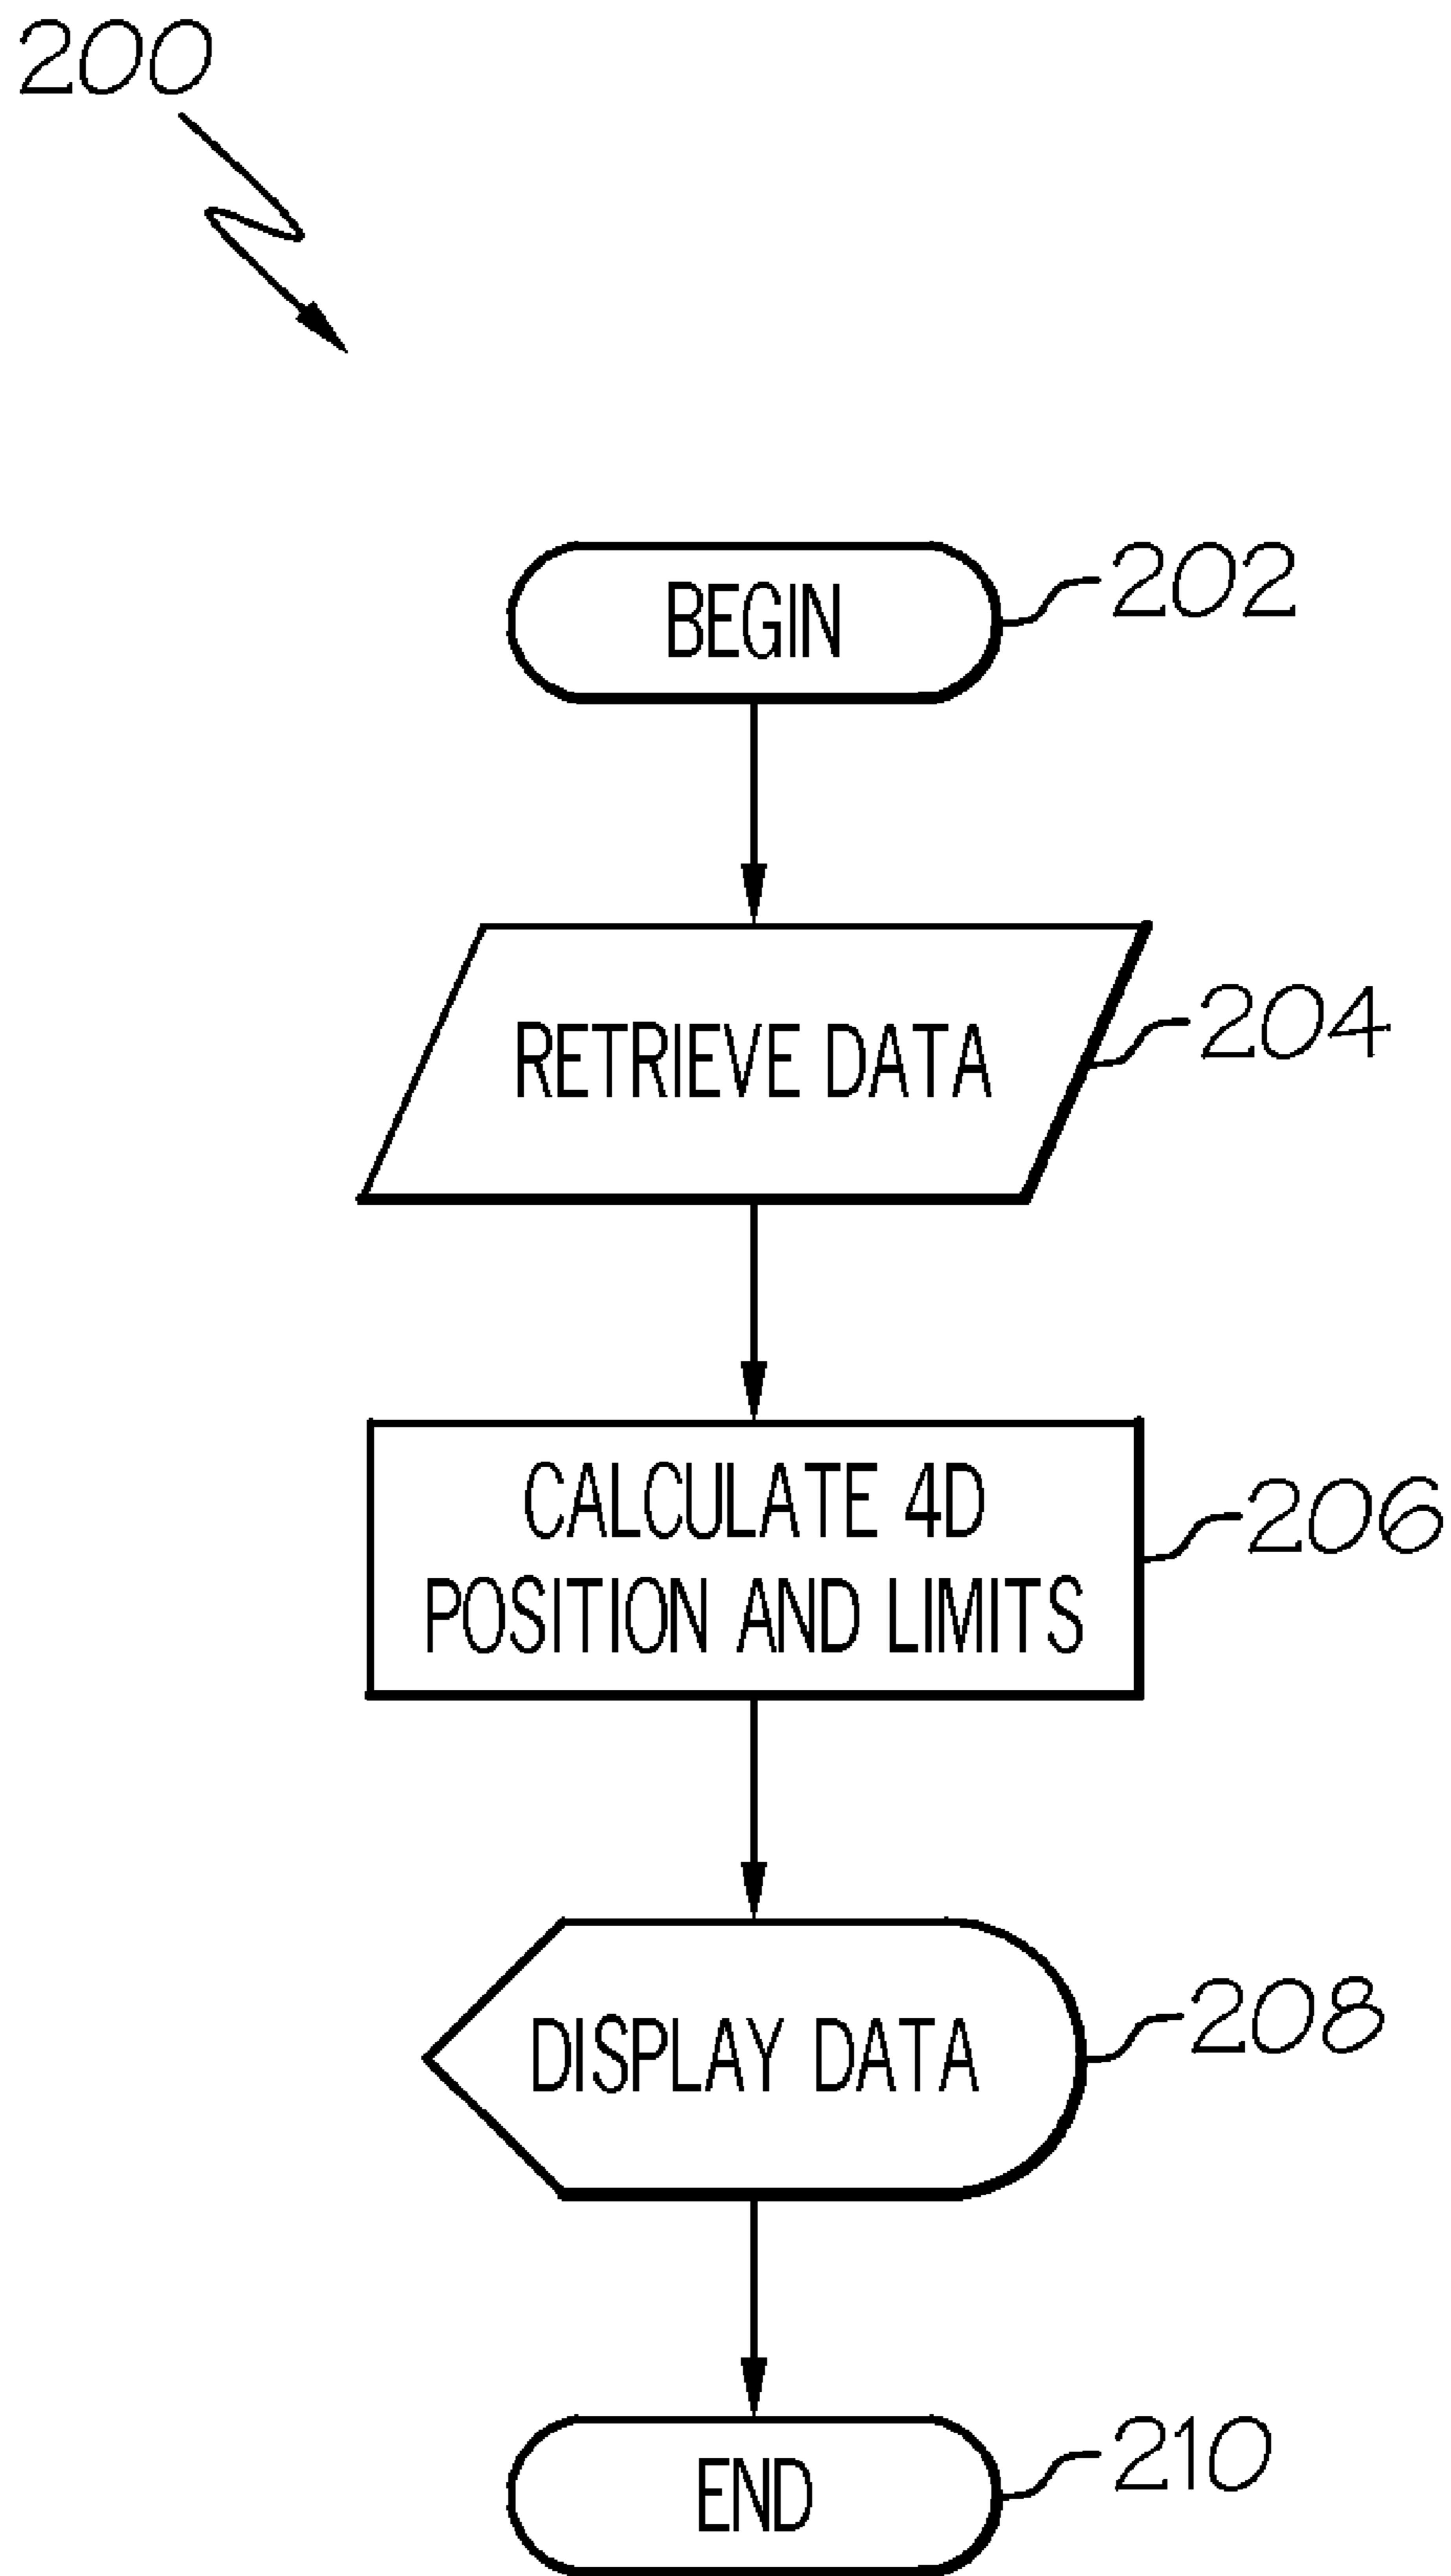 200
BEGIN
202
RETRIEVE DATA
204
CALCULATE 4D
POSITION AND LIMITS
206
DISPLAY DATA
208
END
210